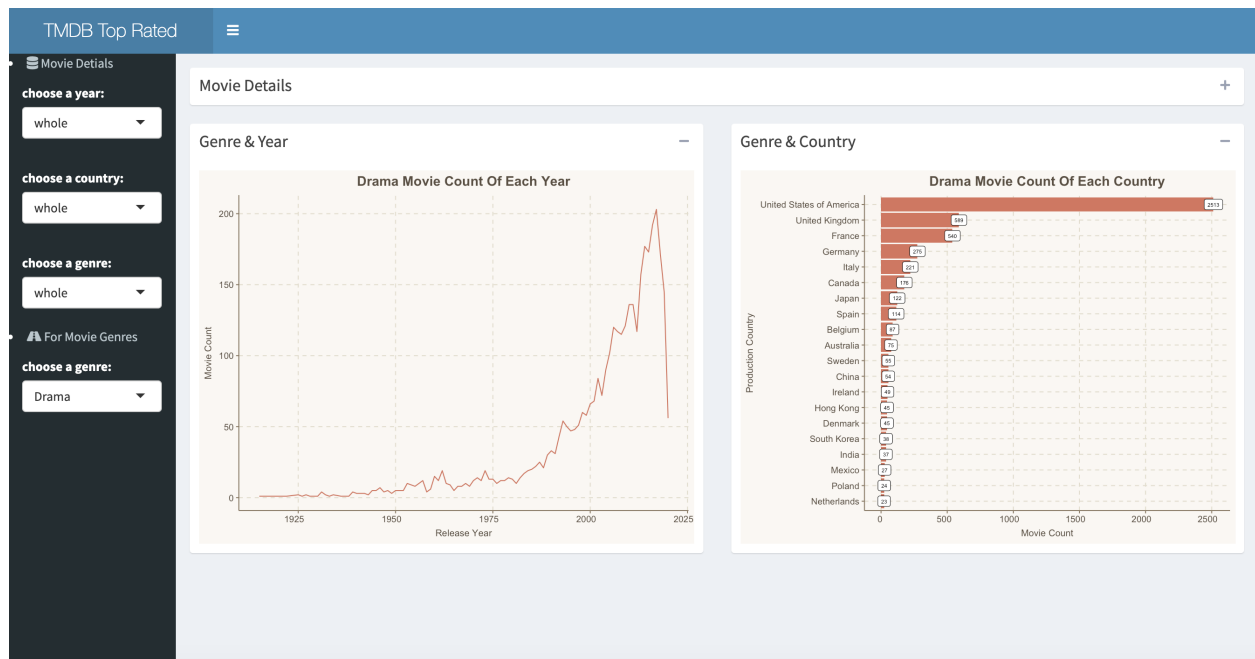 TMDB Top Rated
Movie Detials
choose a year:
whole
choose a country:
whole
choose a genre:
whole
For Movie Genres
choose a genre:
Drama
Movie Details
Genre & Year
Drama Movie Count Of Each Year
Movie Count
200
150
100
50
0
1925
1950
1975
2000
2025
Release Year
Genre & Country
Drama Movie Count Of Each Country
Production Country
United States of America 2513
United Kingdom 589
France 540
Germany 275
Italy 221
Canada 176
Japan 122
Spain 114
Belgium 87
Australia 75
Sweden 55
China 54
Ireland 49
Hong Kong 45
Denmark 45
South Korea 38
India 37
Mexico 27
Poland 24
Netherlands 23
0
500
1000
1500
2000
2500
Movie Count